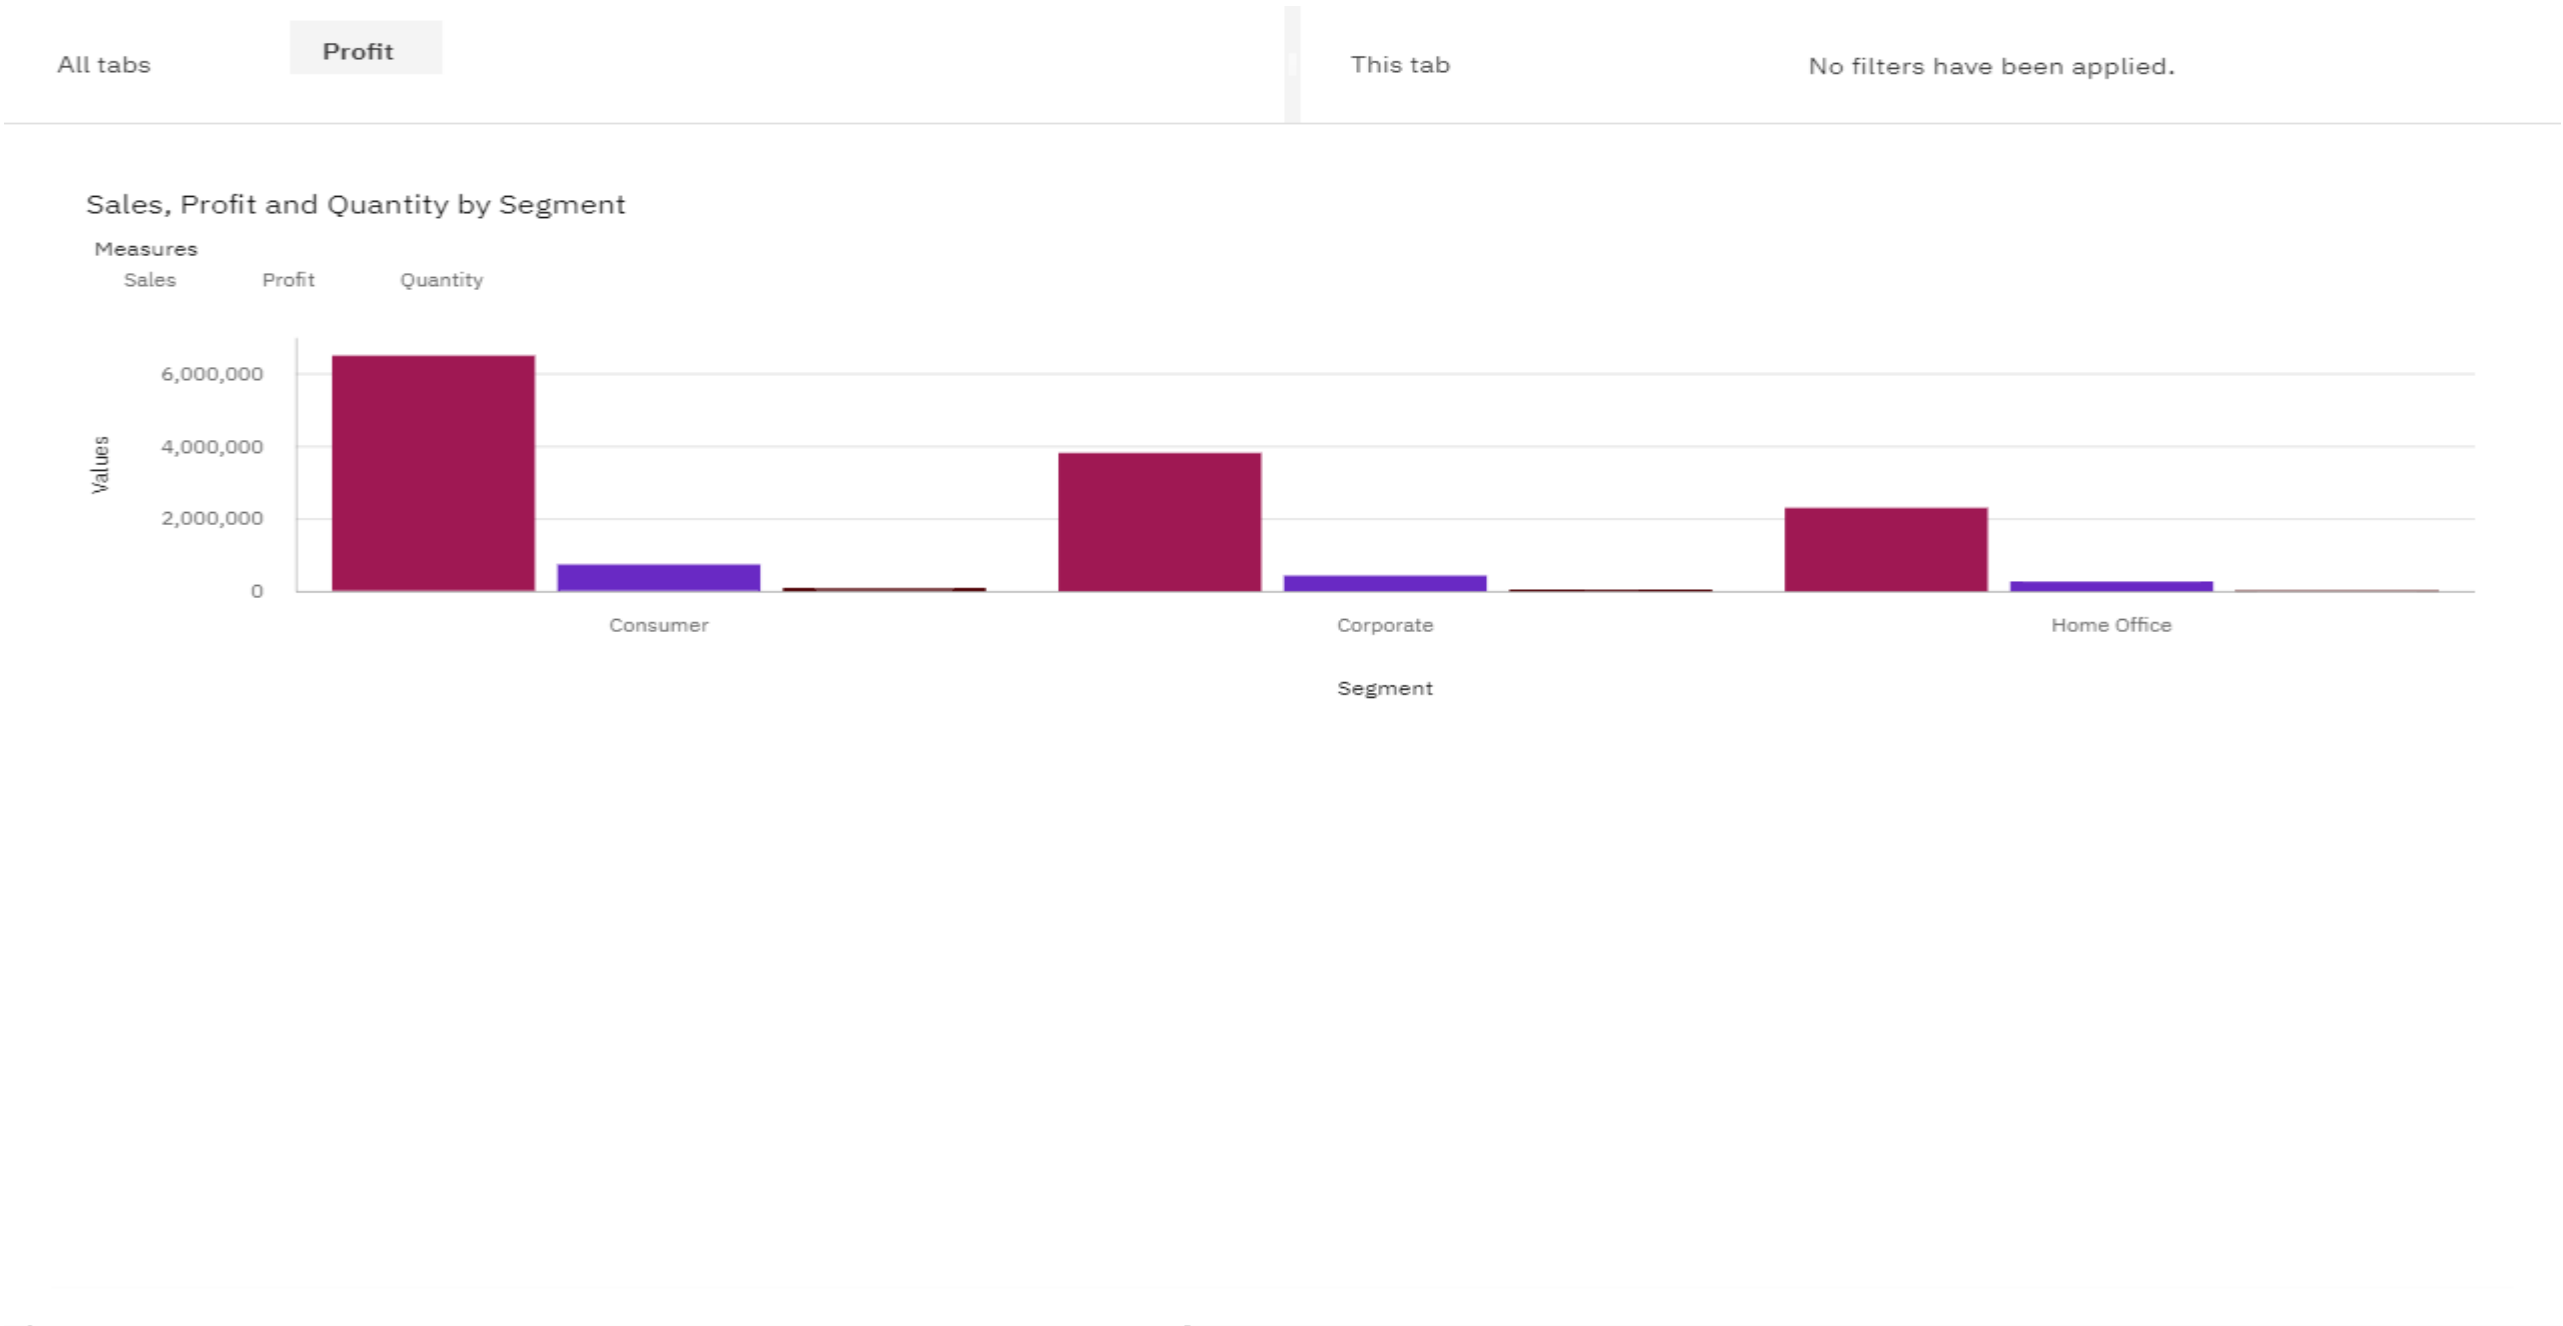 All tabs
Profit
This tab
No filters have been applied.
Sales, Profit and Quantity by Segment
Measures
Sales Profit Quantity
6,000,000
4,000,000
2,000,000
0
Values
Consumer Corporate Home Office
Segment